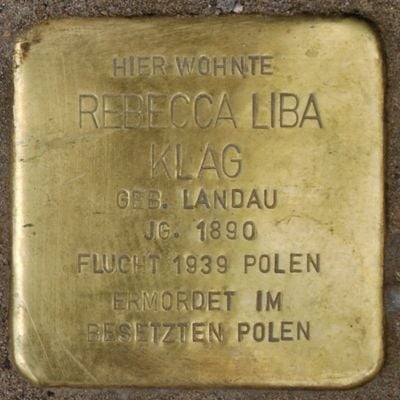 HIER WOHNTE
REBECCA LIBA
KLAG
GEB. LANDAU
JG. 1890
FLUCHT 1939 POLEN
ERMORDET IM
BESETZTEN POLEN